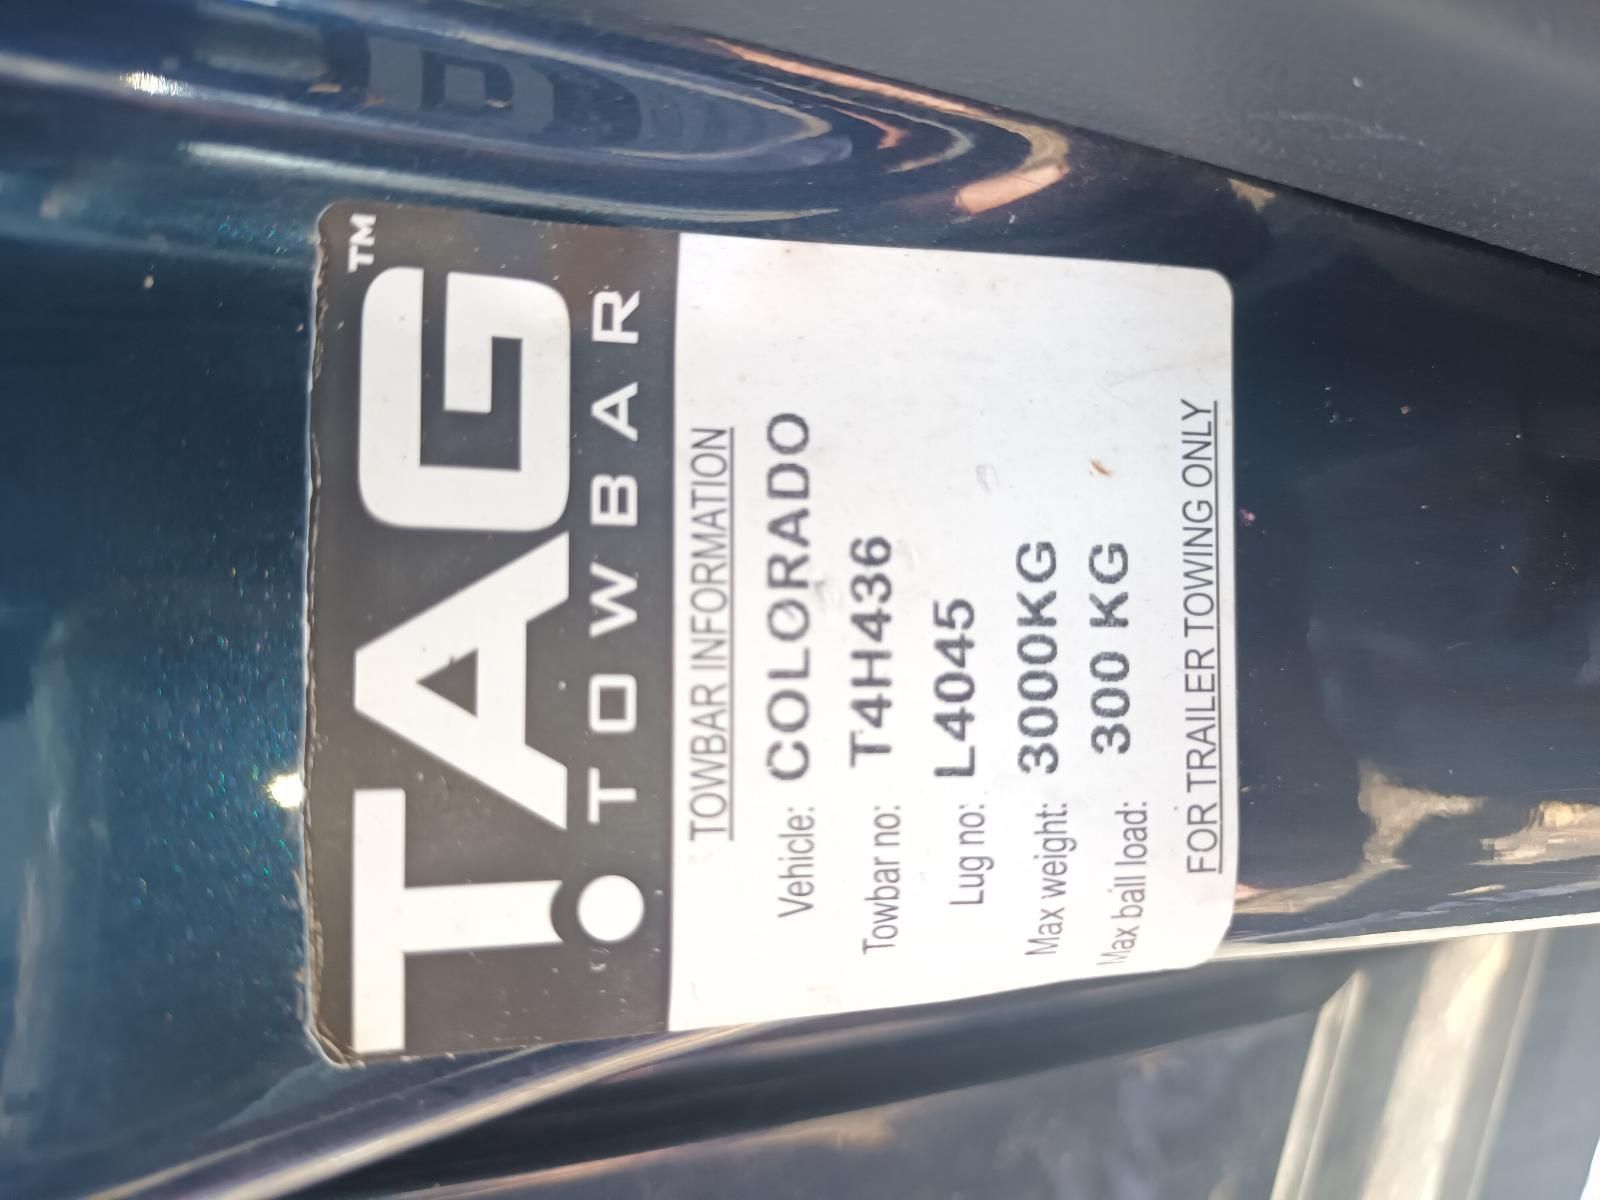 TAG™
TOWBAR
TOWBAR INFORMATION
Vehicle: COLORADO
Towbar no: T4H436
Lug no: L4045
Max weight: 3000KG
Max ball load: 300 KG
FOR TRAILER TOWING ONLY